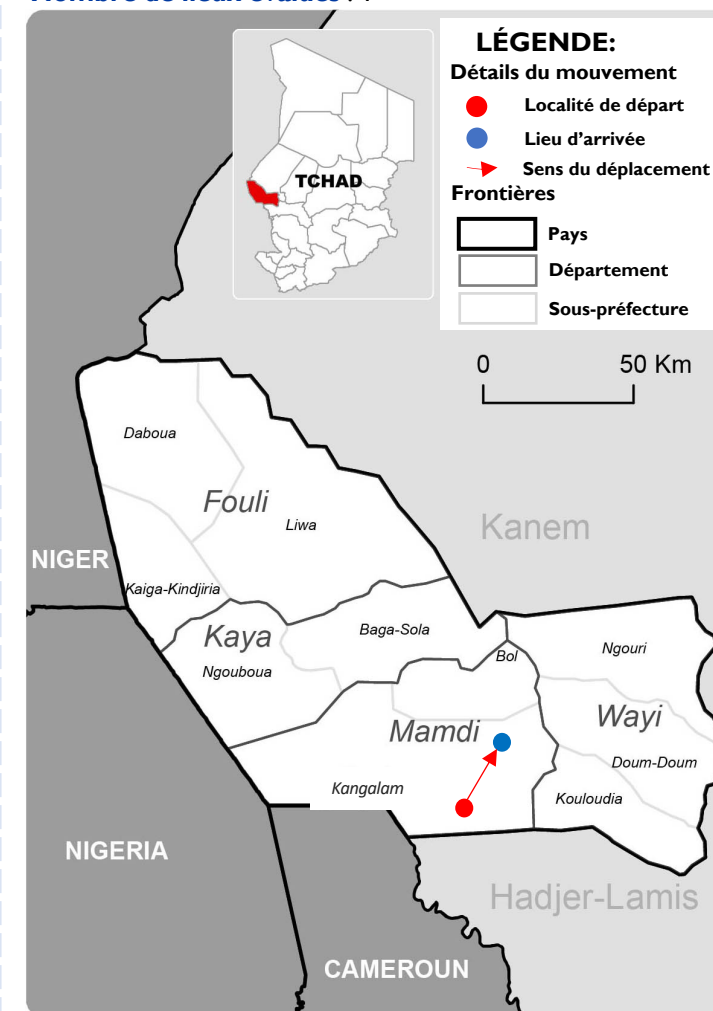 LÉGENDE:
Détails du mouvement
Localité de départ
Lieu d'arrivée
Sens du déplacement
Frontières
Pays
Département
Sous-préfecture
TCHAD
0 50 Km
Daboua
Fouli
Liwa
Kanem
NIGER
Kaiga-Kindjiria
Kaya
Baga-Sola
Ngouboua
Bol
Ngouri
Mamdi
Wayi
Doum-Doum
Kangalam
Kouloudia
NIGERIA
Hadjer-Lamis
CAMEROUN